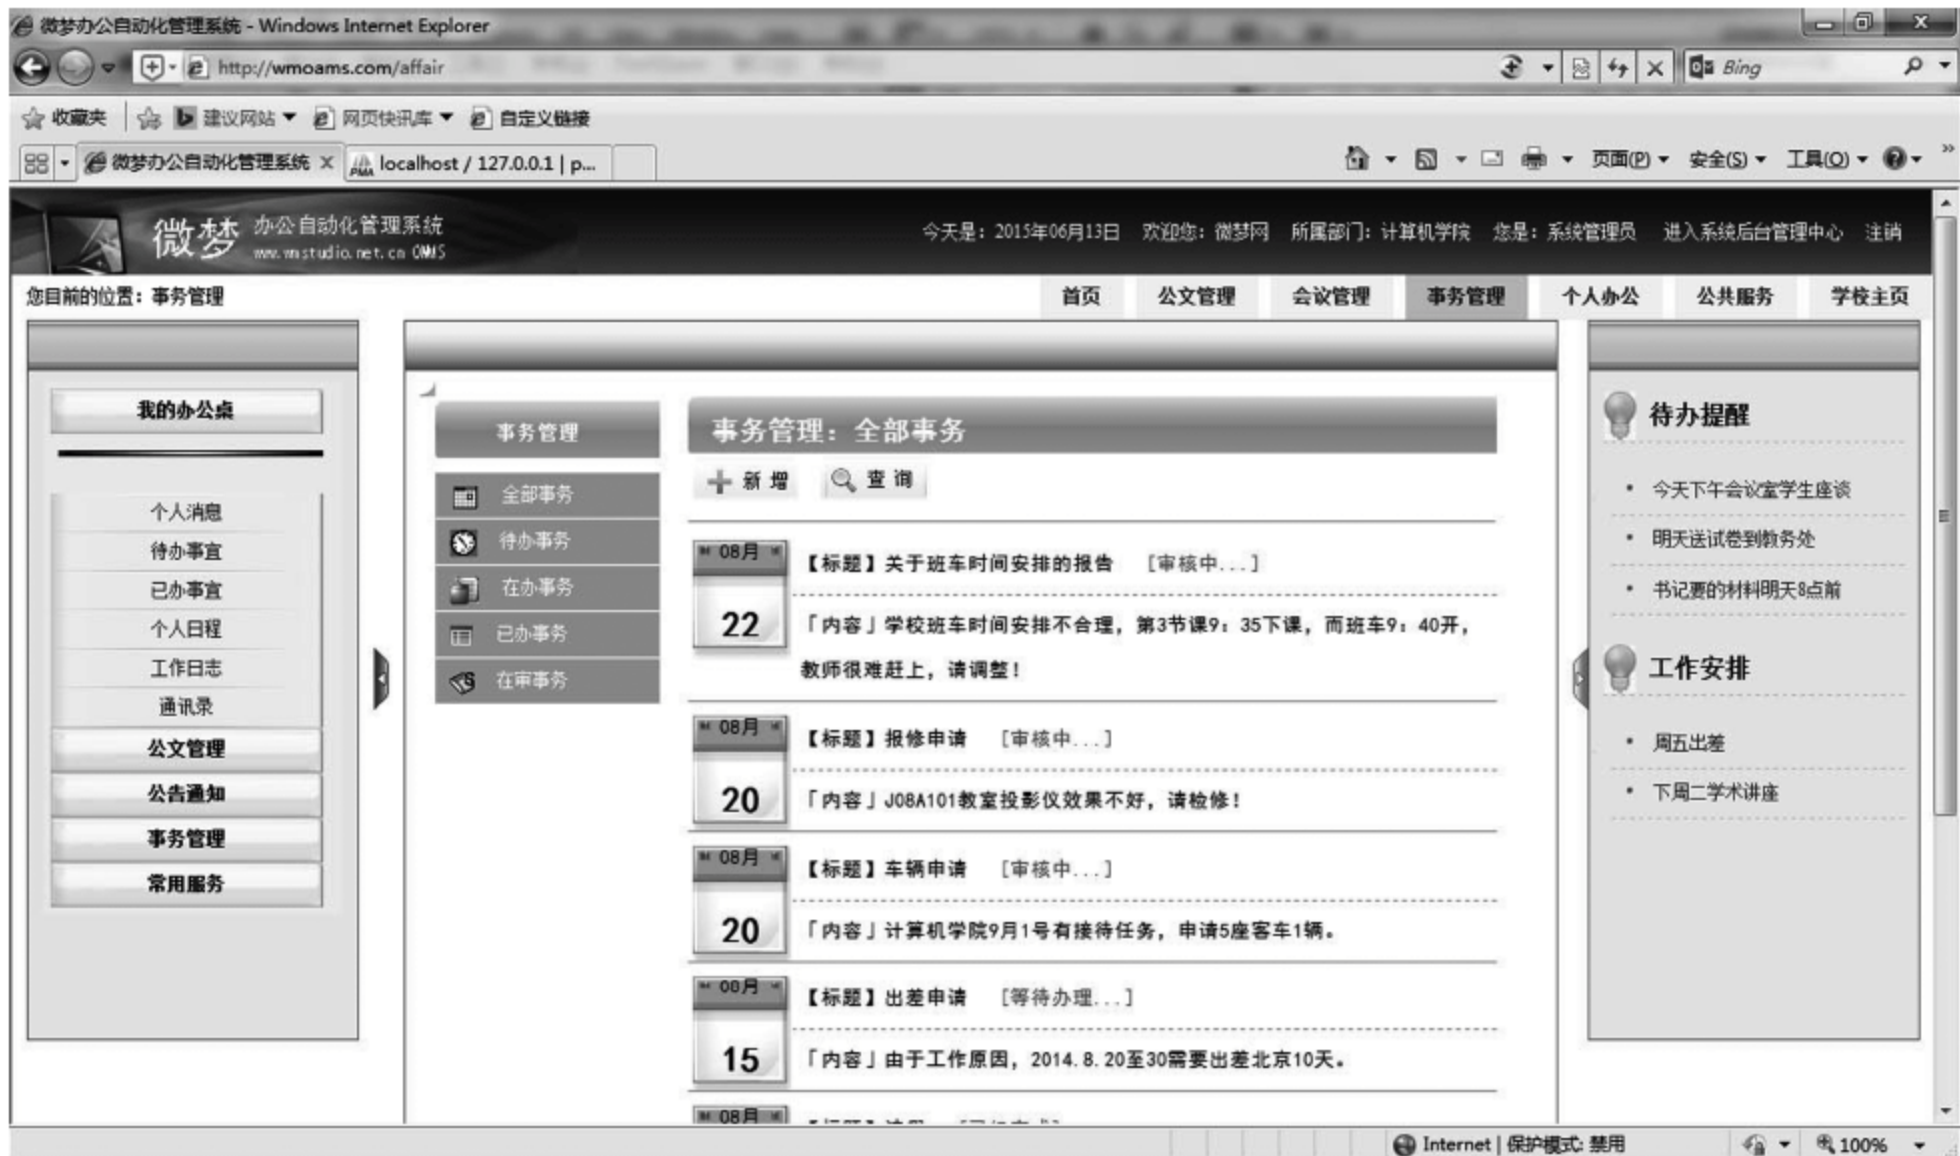 微梦办公自动化管理系统 - Windows Internet Explorer
http://wmoams.com/affair
Bing
收藏夹 建议网站 网页快讯库 自定义链接
微梦办公自动化管理系统 localhost / 127.0.0.1 | p...
页面(P) 安全(S) 工具(O)
微梦 办公自动化管理系统
www.wmstudio.net.cn OAMS
今天是：2015年06月13日 欢迎您：微梦网 所属部门：计算机学院 您是：系统管理员 进入系统后台管理中心 注销
您目前的位置：事务管理
首页 公文管理 会议管理 事务管理 个人办公 公共服务 学校主页
我的办公桌
个人消息
待办事宜
已办事宜
个人日程
工作日志
通讯录
公文管理
公告通知
事务管理
常用服务
事务管理
全部事务
待办事务
在办事务
已办事务
在审事务
事务管理：全部事务
新增 查询
08月
22
【标题】关于班车时间安排的报告 [审核中...]
「内容」学校班车时间安排不合理，第3节课9：35下课，而班车9：40开，
教师很难赶上，请调整！
08月
20
【标题】报修申请 [审核中...]
「内容」J08A101教室投影仪效果不好，请检修！
08月
20
【标题】车辆申请 [审核中...]
「内容」计算机学院9月1号有接待任务，申请5座客车1辆。
08月
15
【标题】出差申请 [等待办理...]
「内容」由于工作原因，2014.8.20至30需要出差北京10天。
08月
待办提醒
今天下午会议室学生座谈
明天送试卷到教务处
书记要的材料明天8点前
工作安排
周五出差
下周二学术讲座
Internet | 保护模式: 禁用
100%